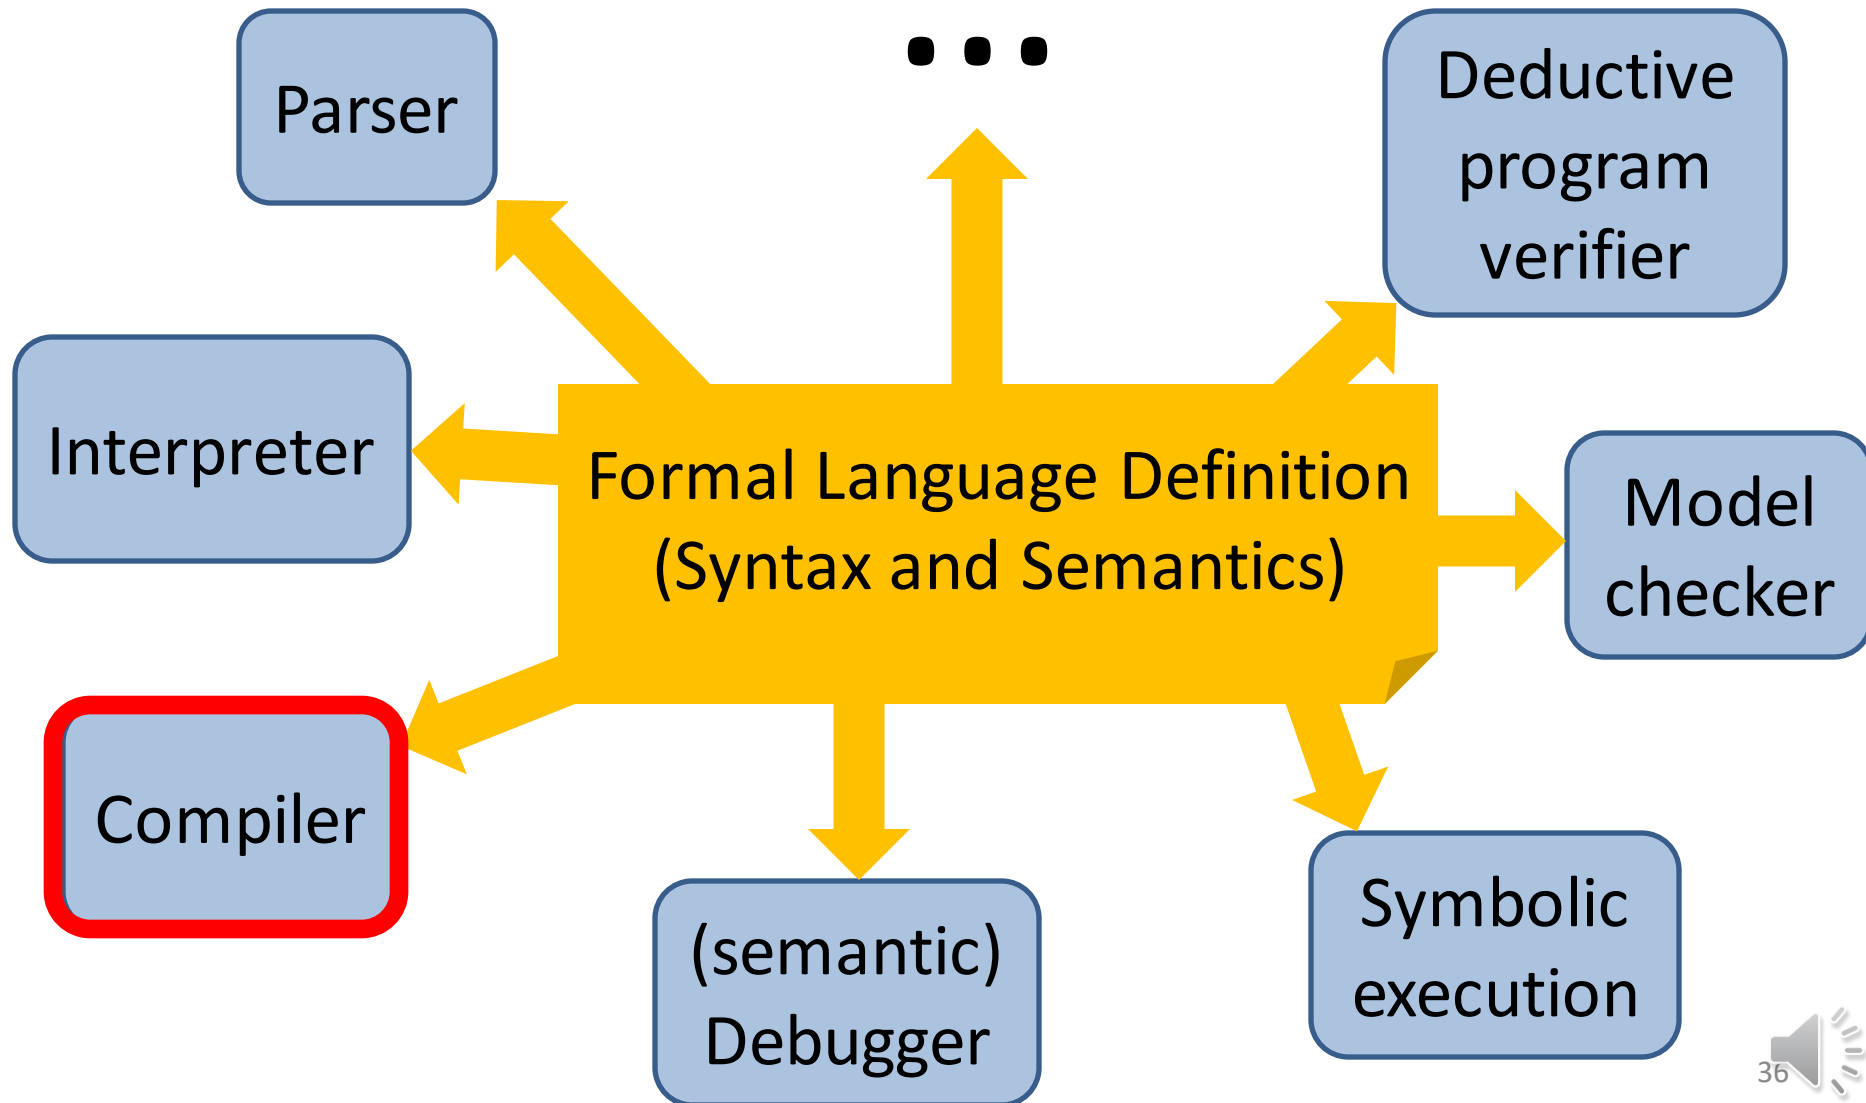 Parser
...
Deductive
program
verifier
Interpreter
Formal Language Definition
(Syntax and Semantics)
Model
checker
Compiler
(semantic)
Debugger
Symbolic
execution
36